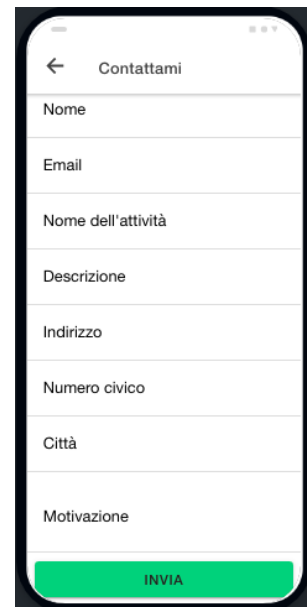 Contattami
Nome
Email
Nome dell'attività
Descrizione
Indirizzo
Numero civico
Città
Motivazione
INVIA